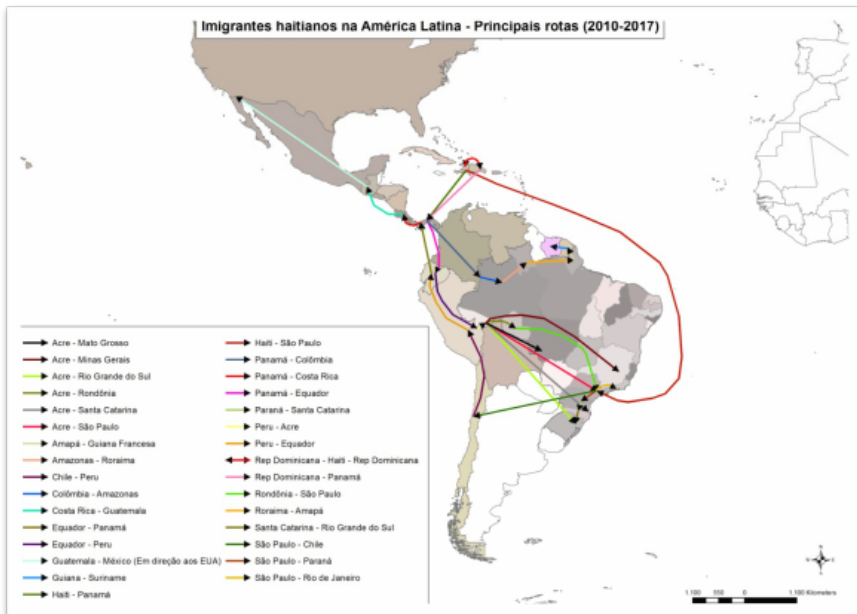 Imigrantes haitianos na América Latina - Principais rotas (2010-2017)
Acre - Mato Grosso
Acre - Minas Gerais
Acre - Rio Grande do Sul
Acre - Rondônia
Acre - Santa Catarina
Acre - São Paulo
Amapá - Guiana Francesa
Amazonas - Roraima
Chile - Peru
Colômbia - Amazonas
Costa Rica - Guatemala
Equador - Panamá
Equador - Peru
Guatemala - México (Em direção aos EUA)
Guiana - Suriname
Haiti - Panamá
Haiti - São Paulo
Panamá - Colômbia
Panamá - Costa Rica
Panamá - Equador
Paraná - Santa Catarina
Peru - Acre
Peru - Equador
Rep Dominicana - Haiti - Rep Dominicana
Rep Dominicana - Panamá
Rondônia - São Paulo
Roraima - Amapá
Santa Catarina - Rio Grande do Sul
São Paulo - Chile
São Paulo - Paraná
São Paulo - Rio de Janeiro
1.100 550 0 1.100 Kilometers